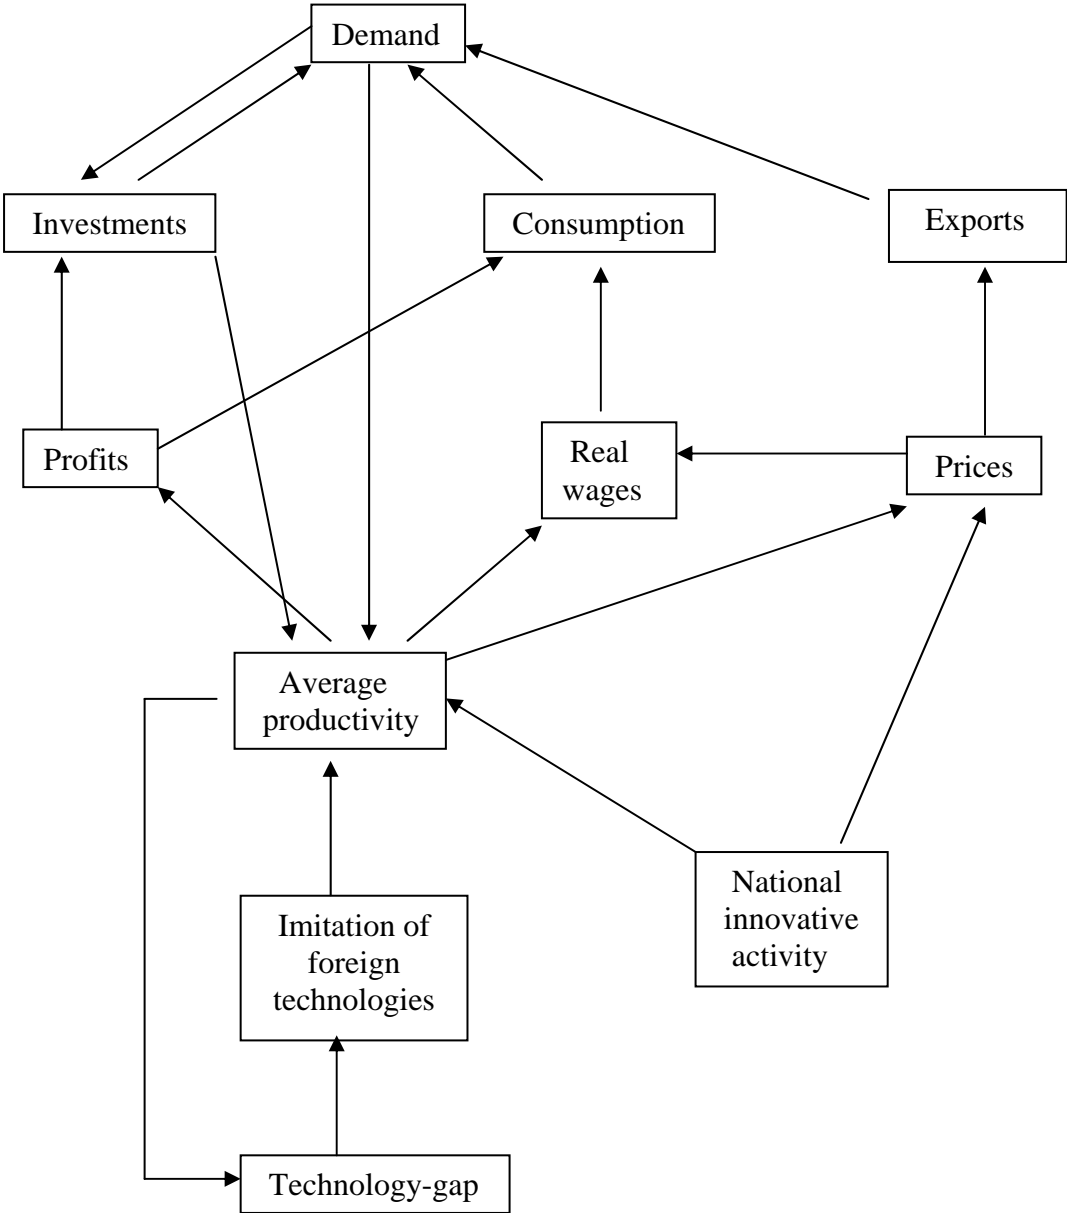 Demand
Investments
Consumption
Exports
Profits
Real
wages
Prices
Average
productivity
National
innovative
activity
Imitation of
foreign
technologies
Technology-gap